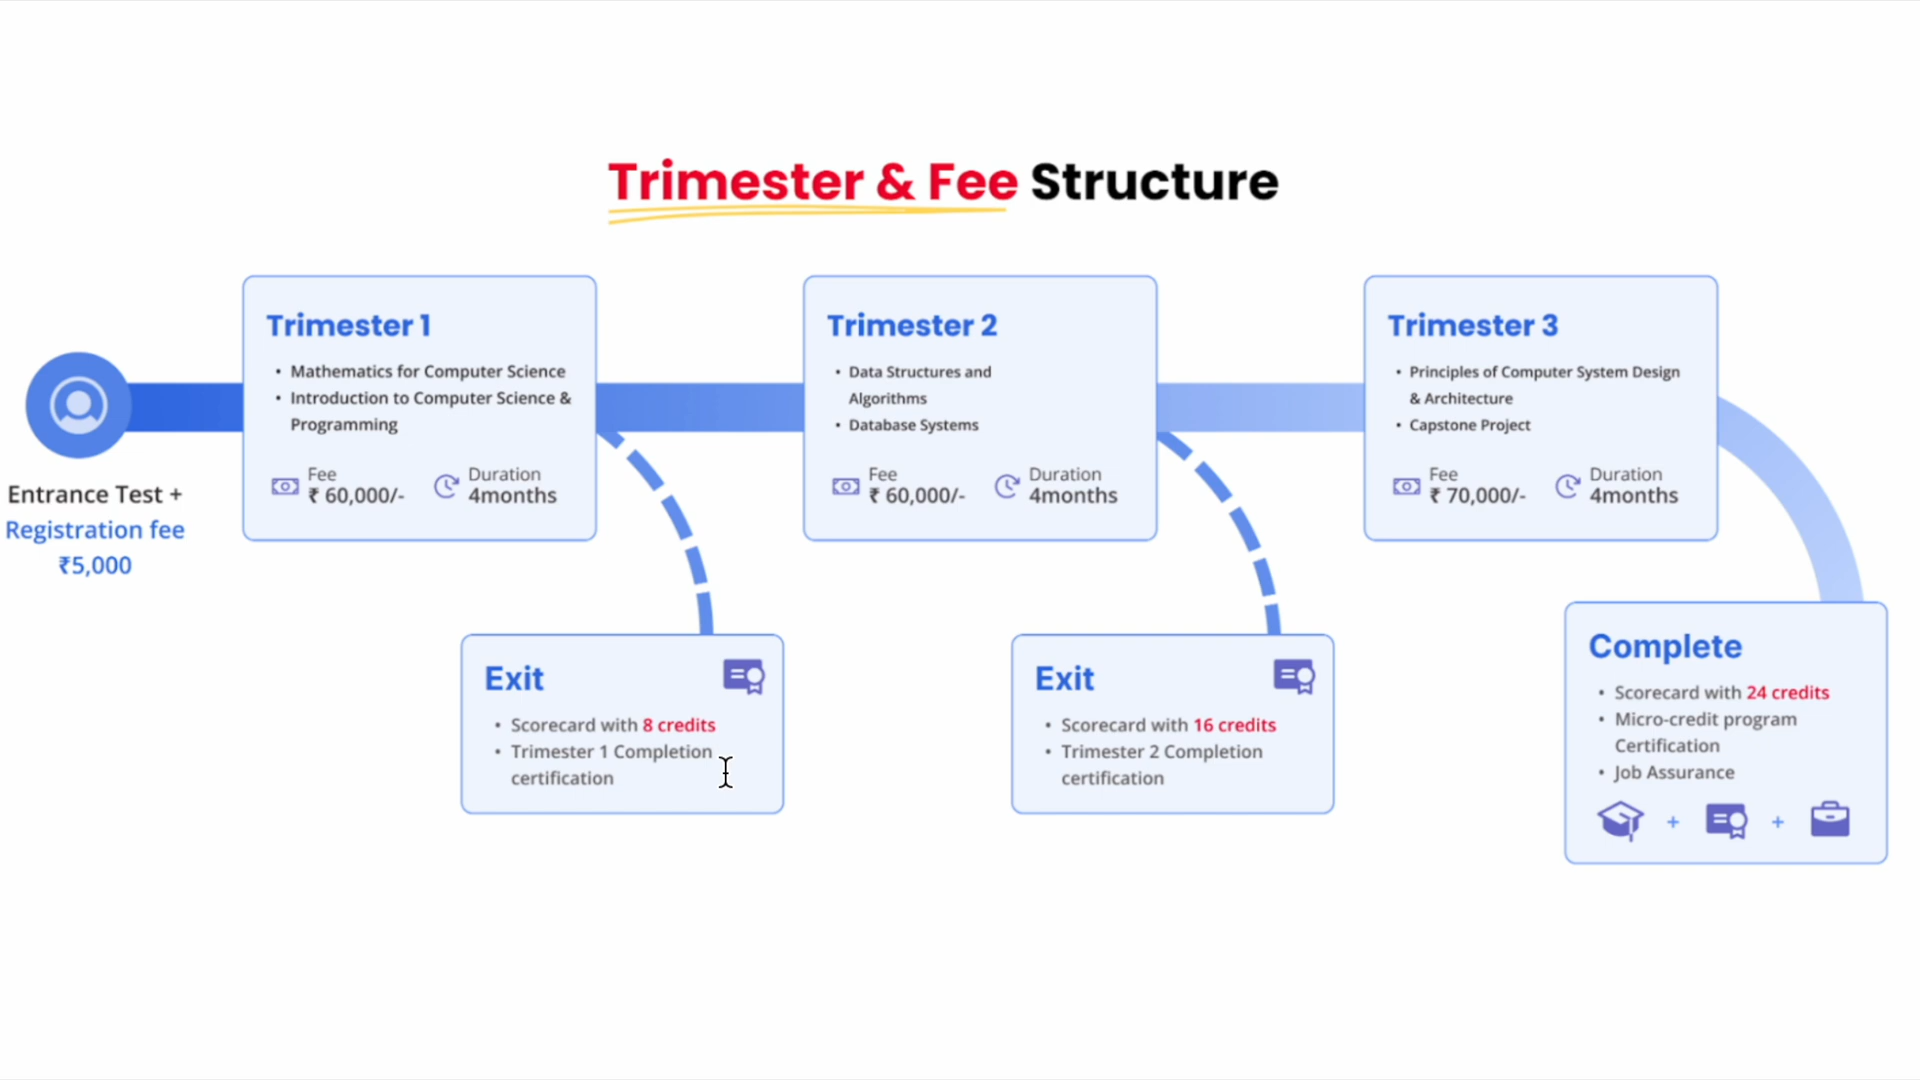 Trimester & Fee Structure
Entrance Test +
Registration fee
₹5,000
Trimester 1
• Mathematics for Computer Science
• Introduction to Computer Science &
Programming
Fee
₹ 60,000/-
Duration
4months
Trimester 2
• Data Structures and
Algorithms
• Database Systems
Fee
₹ 60,000/-
Duration
4months
Trimester 3
• Principles of Computer System Design
& Architecture
• Capstone Project
Fee
₹ 70,000/-
Duration
4months
Exit
• Scorecard with 8 credits
• Trimester 1 Completion
certification
Exit
• Scorecard with 16 credits
• Trimester 2 Completion
certification
Complete
• Scorecard with 24 credits
• Micro-credit program
Certification
• Job Assurance
+ +